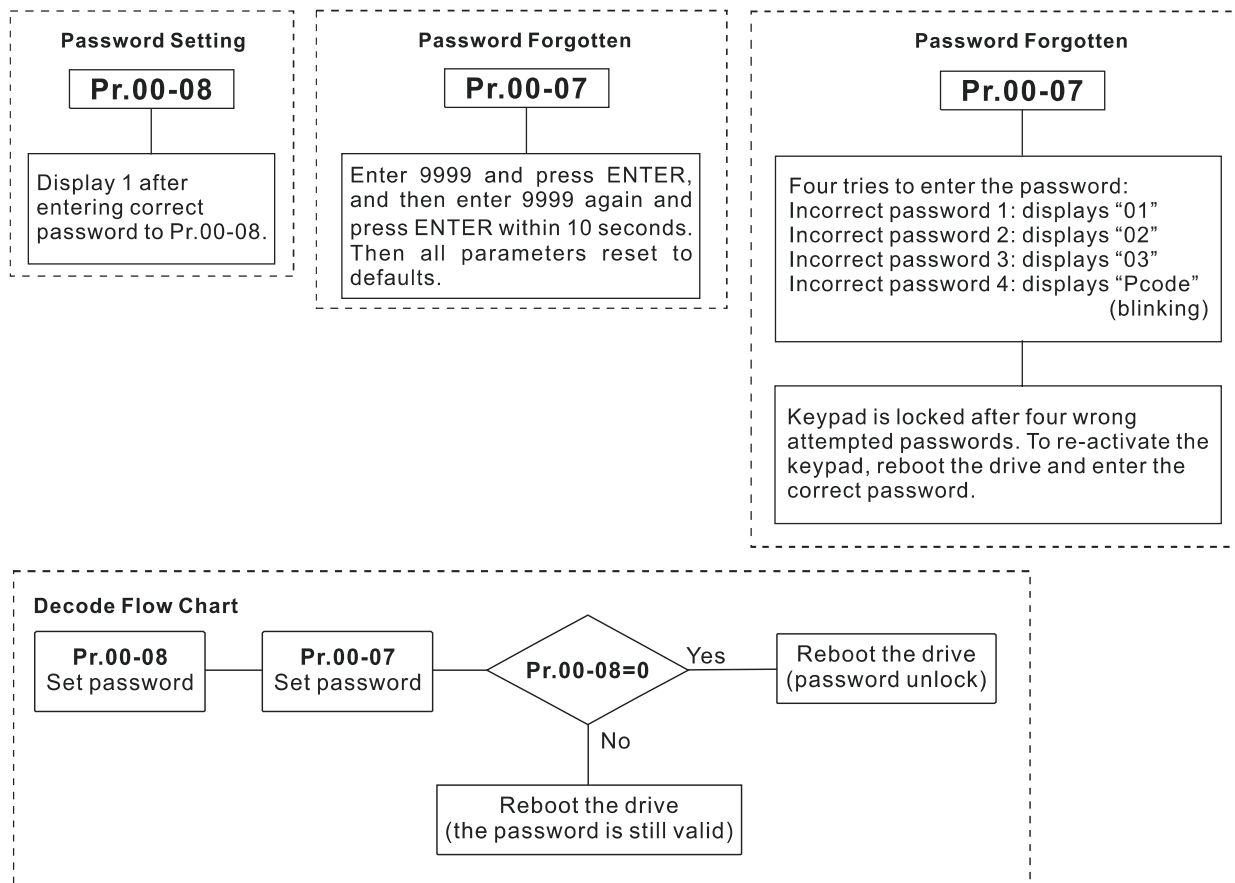 Password Setting
Pr.00-08
Display 1 after
entering correct
password to Pr.00-08.
Password Forgotten
Pr.00-07
Enter 9999 and press ENTER,
and then enter 9999 again and
press ENTER within 10 seconds.
Then all parameters reset to
defaults.
Password Forgotten
Pr.00-07
Four tries to enter the password:
Incorrect password 1: displays “01”
Incorrect password 2: displays “02”
Incorrect password 3: displays “03”
Incorrect password 4: displays “Pcode”
(blinking)
Keypad is locked after four wrong
attempted passwords. To re-activate the
keypad, reboot the drive and enter the
correct password.
Decode Flow Chart
Pr.00-08
Set password
Pr.00-07
Set password
Pr.00-08=0
Yes
Reboot the drive
(password unlock)
No
Reboot the drive
(the password is still valid)